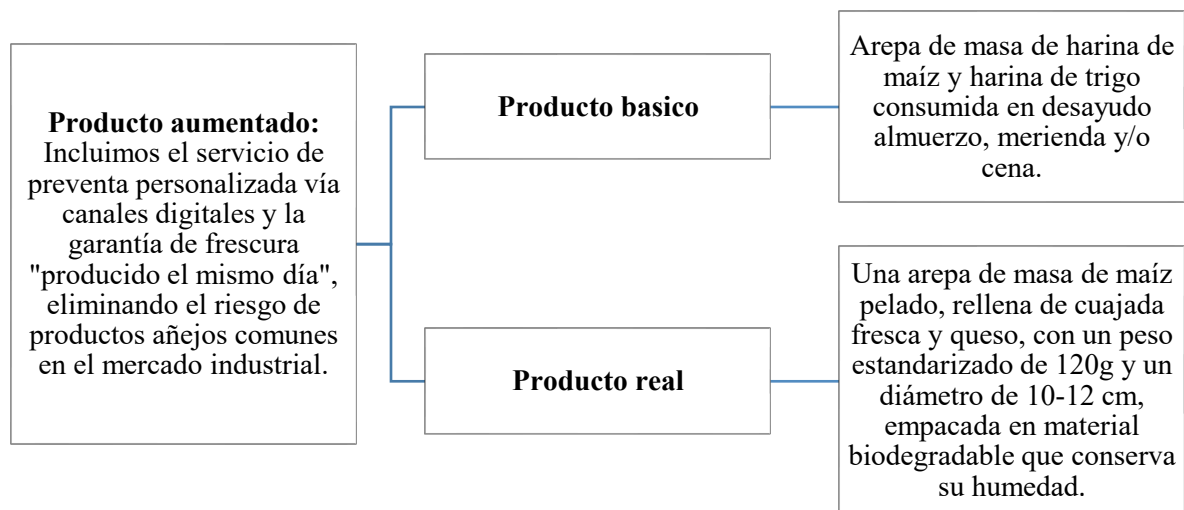 Producto aumentado:
Incluimos el servicio de
preventa personalizada vía
canales digitales y la
garantía de frescura
"producido el mismo día",
eliminando el riesgo de
productos añejos comunes
en el mercado industrial.
Producto basico
Arepa de masa de harina de
maíz y harina de trigo
consumida en desayudo
almuerzo, merienda y/o
cena.
Producto real
Una arepa de masa de maíz
pelado, rellena de cuajada
fresca y queso, con un peso
estandarizado de 120g y un
diámetro de 10-12 cm,
empacada en material
biodegradable que conserva
su humedad.